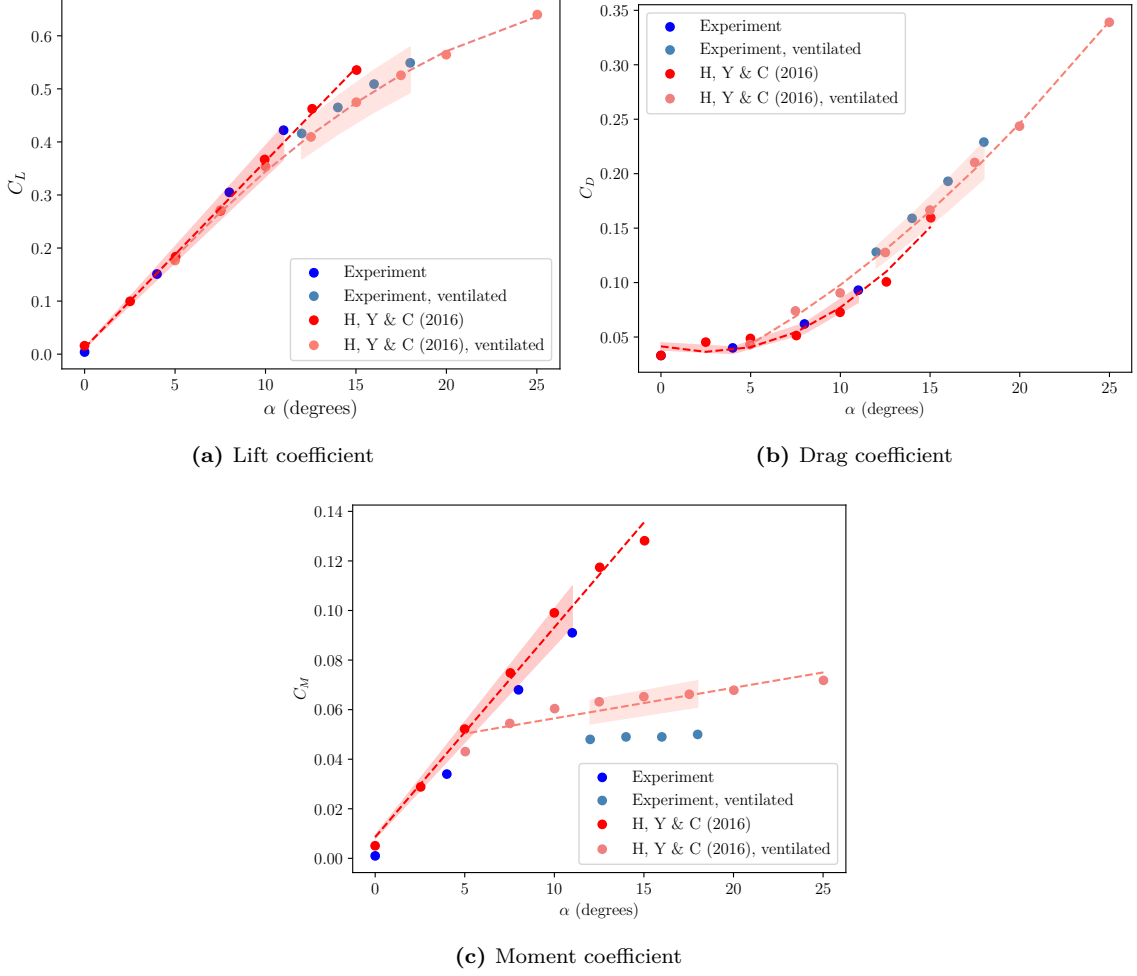 0.6
0.5
0.4
0.3
0.2
0.1
0.0
C_L
0 5 10 15 20 25
α (degrees)
Experiment
Experiment, ventilated
H, Y & C (2016)
H, Y & C (2016), ventilated
(a) Lift coefficient
0.35
0.30
0.25
0.20
0.15
0.10
0.05
C_D
0 5 10 15 20 25
α (degrees)
Experiment
Experiment, ventilated
H, Y & C (2016)
H, Y & C (2016), ventilated
(b) Drag coefficient
0.14
0.12
0.10
0.08
0.06
0.04
0.02
0.00
C_M
0 5 10 15 20 25
α (degrees)
Experiment
Experiment, ventilated
H, Y & C (2016)
H, Y & C (2016), ventilated
(c) Moment coefficient